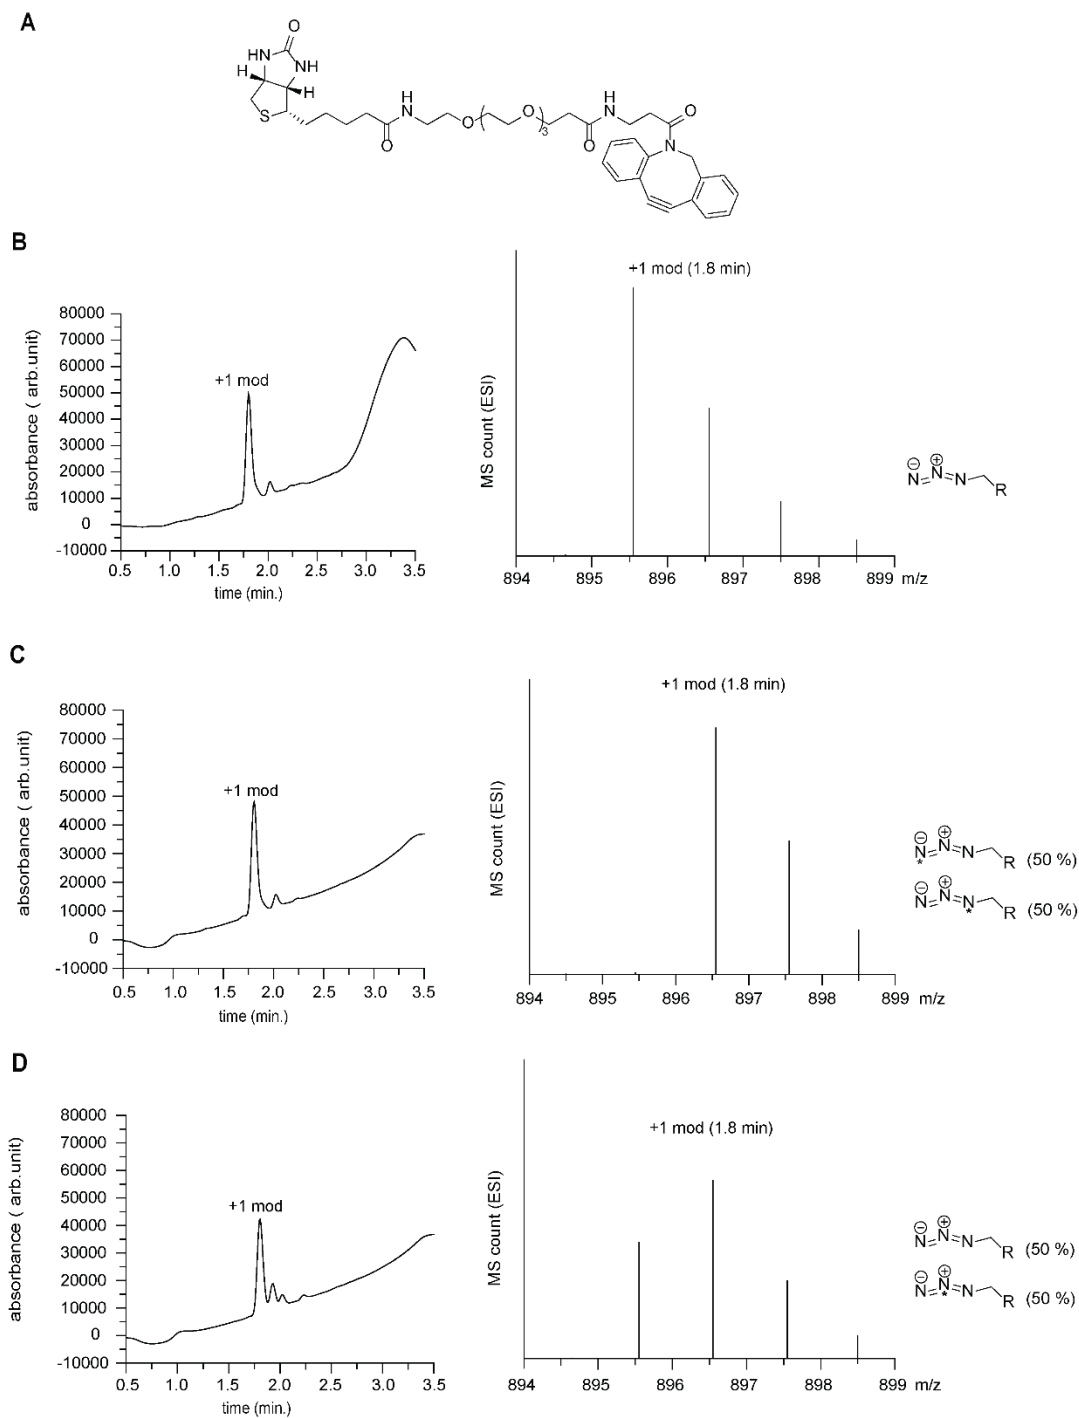 A
O
HN
NH
H
H
S
O
H
N
O
O
3
O
H
N
O
N
B
80000
70000
60000
50000
40000
30000
20000
10000
0
-10000
absorbance ( arb.unit)
+1 mod
0.5 1.0 1.5 2.0 2.5 3.0 3.5
time (min.)
+1 mod (1.8 min)
MS count (ESI)
894 895 896 897 898 899 m/z
⊖ ⊕
N=N=N
R
C
80000
70000
60000
50000
40000
30000
20000
10000
0
-10000
absorbance ( arb.unit)
+1 mod
0.5 1.0 1.5 2.0 2.5 3.0 3.5
time (min.)
+1 mod (1.8 min)
MS count (ESI)
894 895 896 897 898 899 m/z
⊖ ⊕
N=N=N
*
R (50 %)
⊖ ⊕
N=N=N
*
R (50 %)
D
80000
70000
60000
50000
40000
30000
20000
10000
0
-10000
absorbance ( arb.unit)
+1 mod
0.5 1.0 1.5 2.0 2.5 3.0 3.5
time (min.)
+1 mod (1.8 min)
MS count (ESI)
894 895 896 897 898 899 m/z
⊖ ⊕
N=N=N
R (50 %)
⊖ ⊕
N=N=N
*
R (50 %)